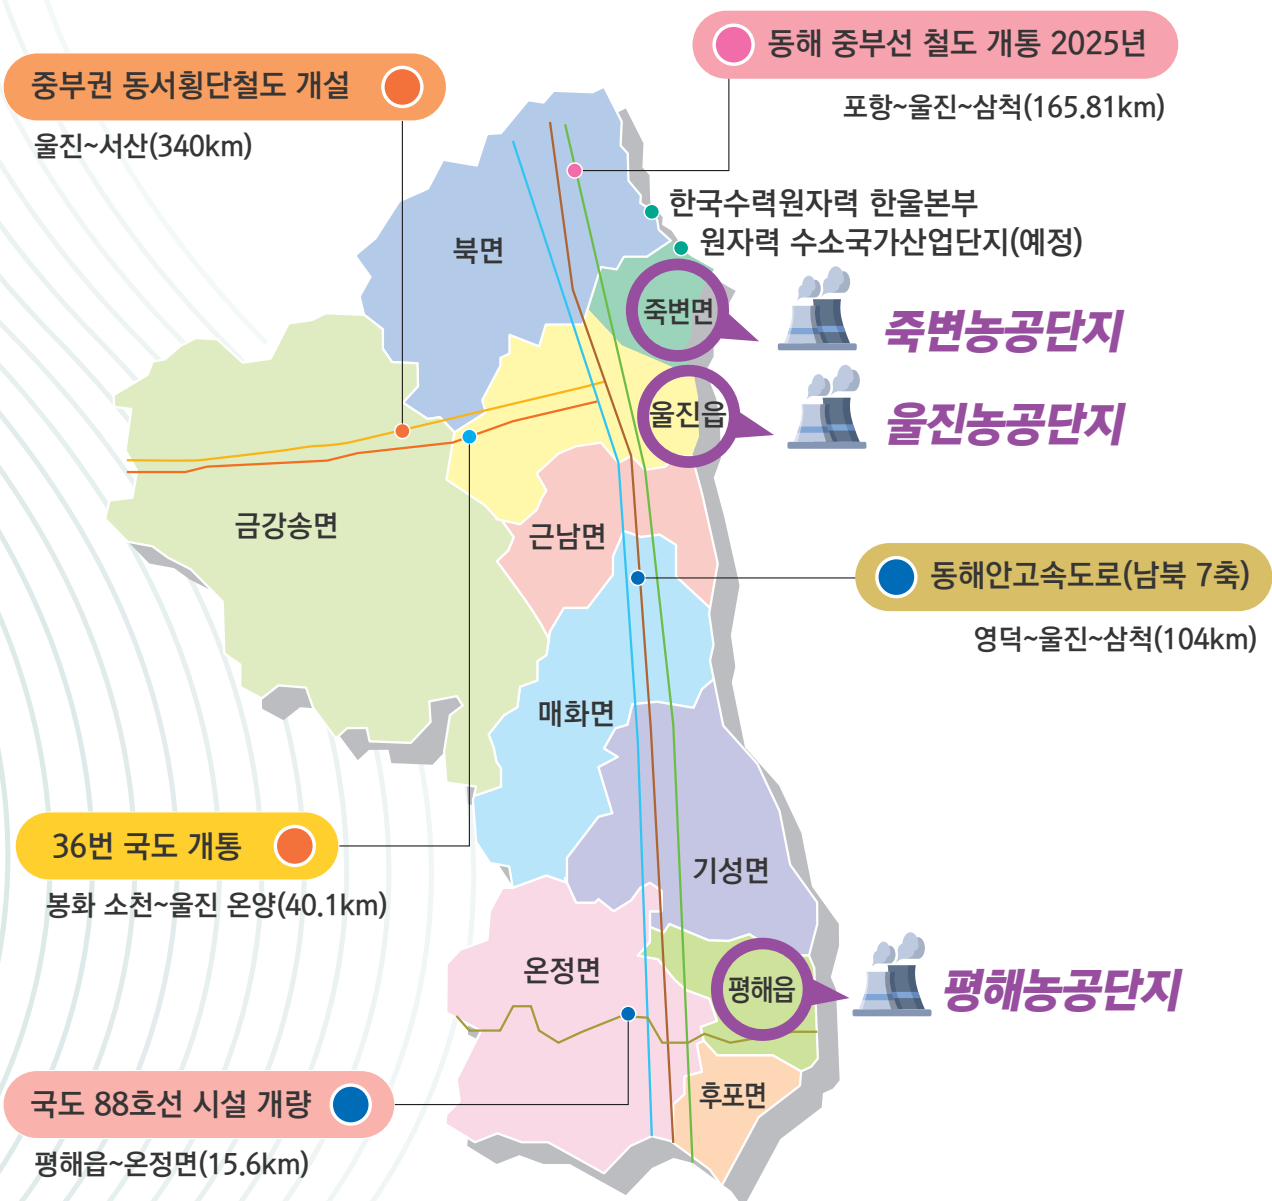 동해 중부선 철도 개통 2025년
포항~울진~삼척(165.81km)
중부권 동서횡단철도 개설
울진~서산(340km)
한국수력원자력 한울본부
원자력 수소국가산업단지(예정)
북면
죽변면
죽변농공단지
울진읍
울진농공단지
금강송면
근남면
동해안고속도로(남북 7축)
영덕~울진~삼척(104km)
매화면
36번 국도 개통
봉화 소천~울진 온양(40.1km)
기성면
온정면
평해읍
평해농공단지
국도 88호선 시설 개량
평해읍~온정면(15.6km)
후포면